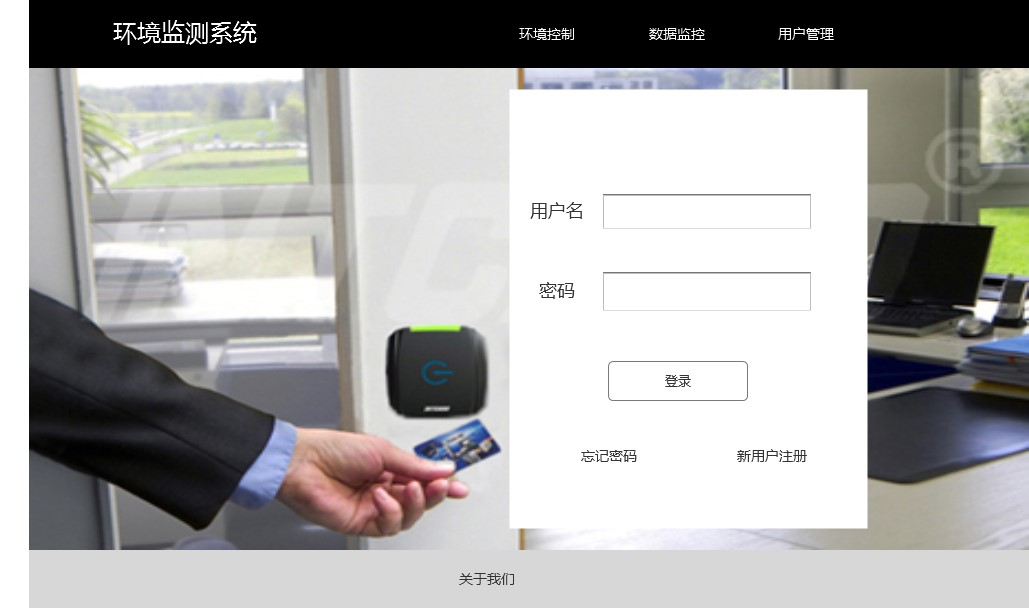 环境监测系统
环境控制 数据监控 用户管理
用户名
密码
登录
忘记密码 新用户注册
关于我们
®